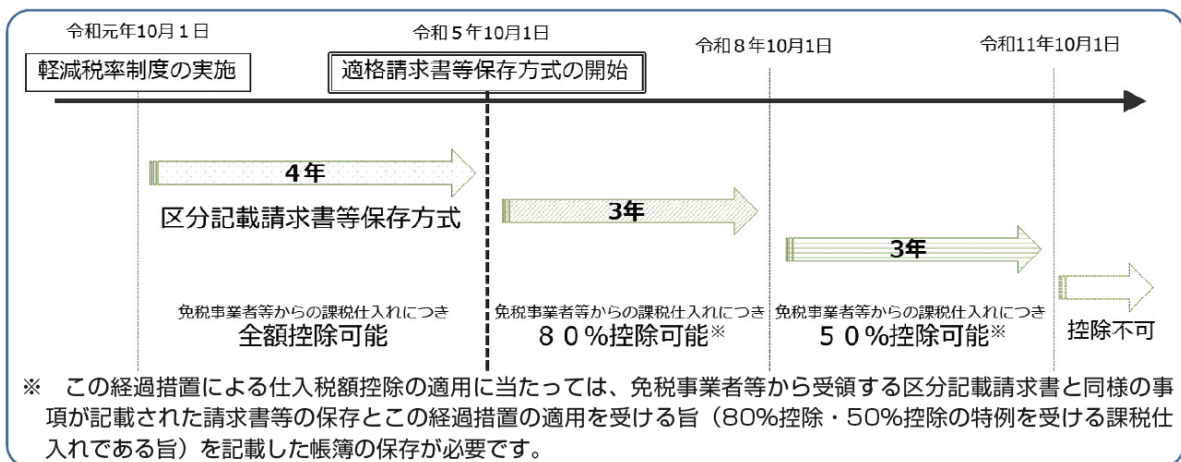 令和元年10月1日
令和5年10月1日
令和8年10月1日
令和11年10月1日
軽減税率制度の実施
適格請求書等保存方式の開始
4年
区分記載請求書等保存方式
3年
3年
免税事業者等からの課税仕入れにつき
全額控除可能
免税事業者等からの課税仕入れにつき
80%控除可能※
免税事業者等からの課税仕入れにつき
50%控除可能※
控除不可
※ この経過措置による仕入税額控除の適用に当たっては、免税事業者等から受領する区分記載請求書と同様の事
項が記載された請求書等の保存とこの経過措置の適用を受ける旨（80%控除・50%控除の特例を受ける課税仕
入れである旨）を記載した帳簿の保存が必要です。